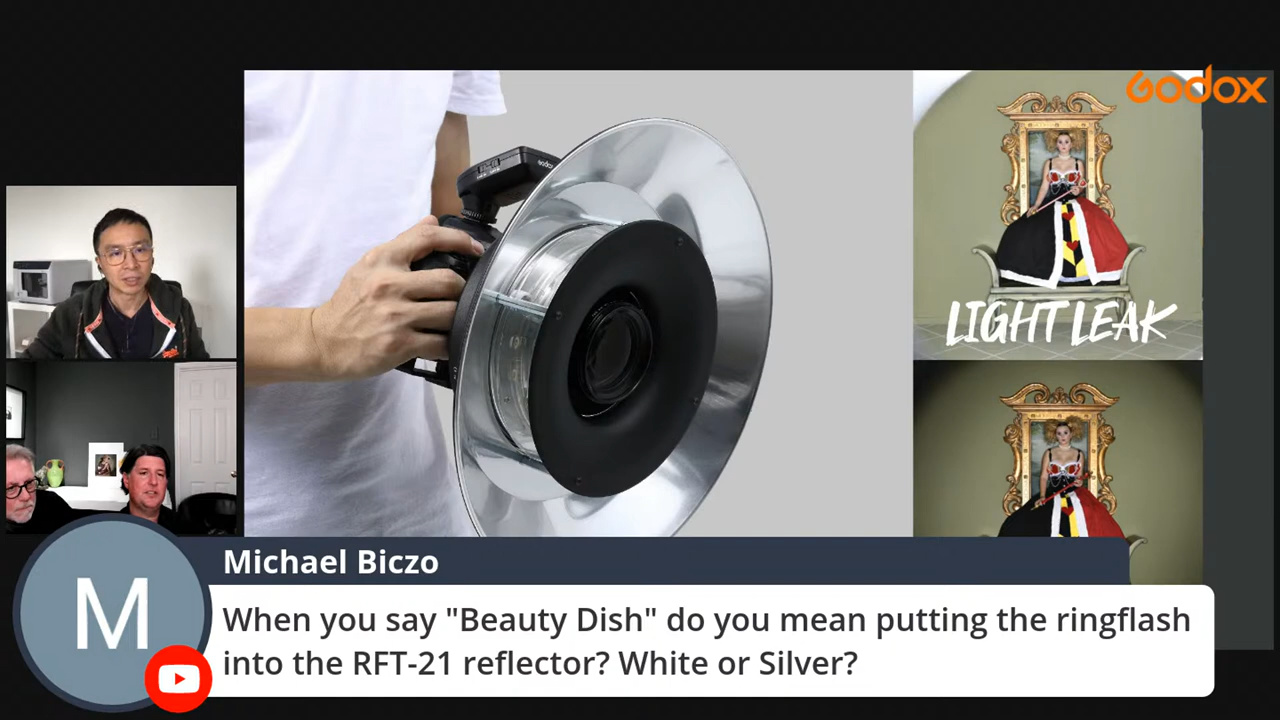 Godox
LIGHT LEAK
M
Michael Biczo
When you say "Beauty Dish" do you mean putting the ringflash
into the RFT-21 reflector? White or Silver?